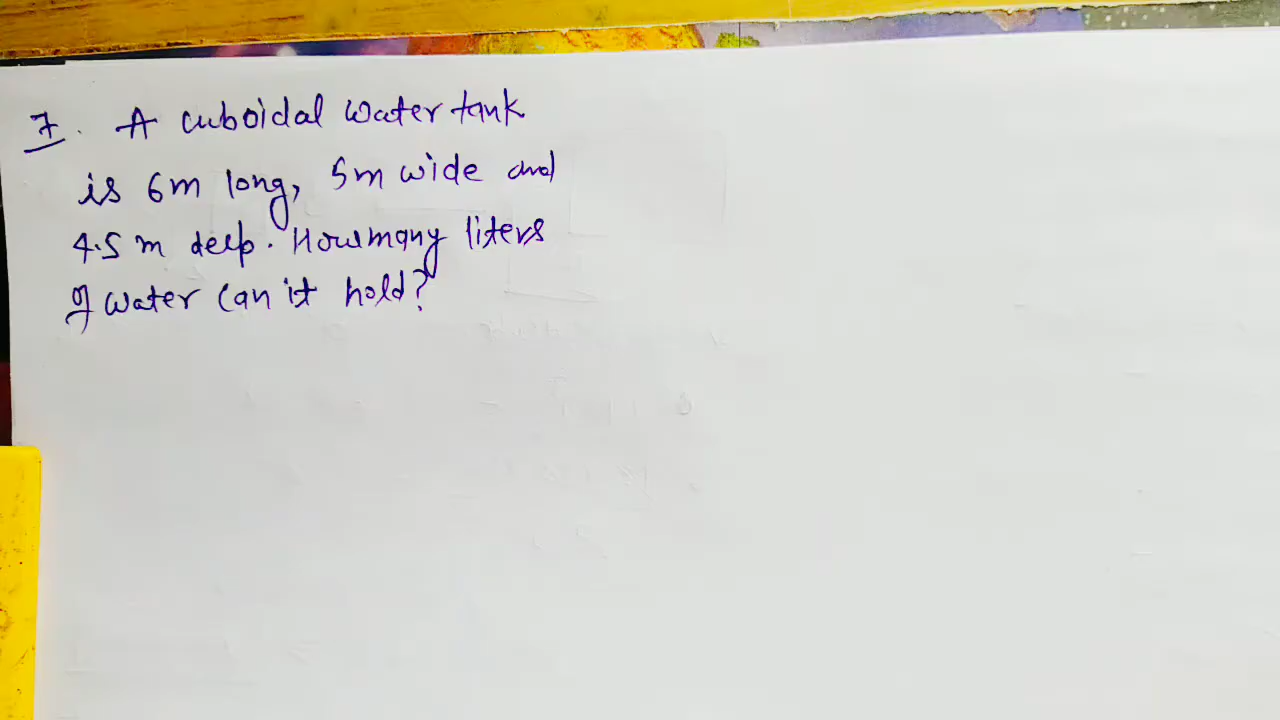 7. A cuboidal water tank
is 6m long, 5m wide and
4.5 m deep. How many liters
of water can it hold?